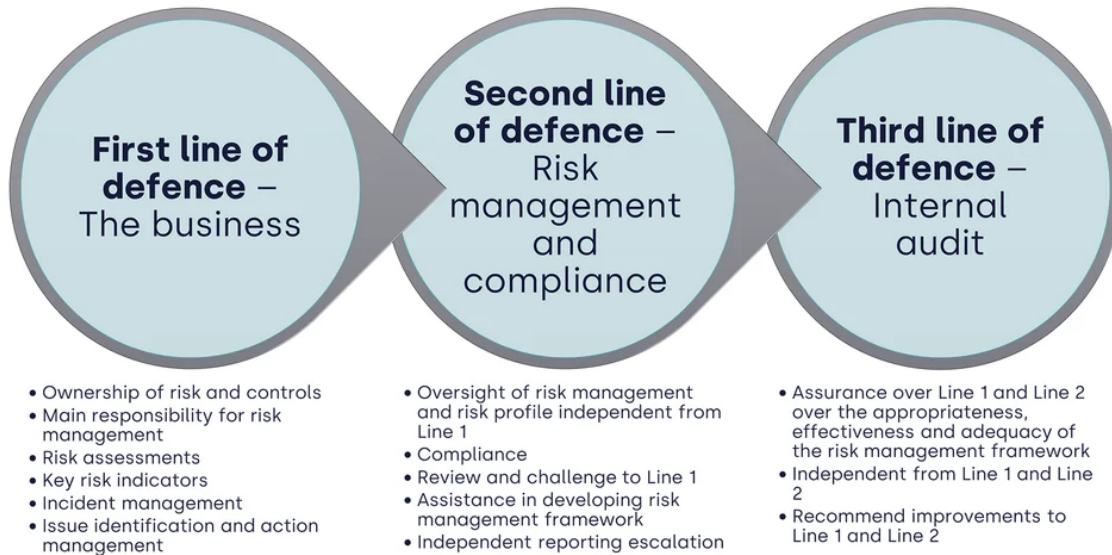 First line of
defence –
The business
Second line
of defence –
Risk
management
and
compliance
Third line of
defence –
Internal
audit
• Ownership of risk and controls
• Main responsibility for risk
management
• Risk assessments
• Key risk indicators
• Incident management
• Issue identification and action
management
• Oversight of risk management
and risk profile independent from
Line 1
• Compliance
• Review and challenge to Line 1
• Assistance in developing risk
management framework
• Independent reporting escalation
• Assurance over Line 1 and Line 2
over the appropriateness,
effectiveness and adequacy of
the risk management framework
• Independent from Line 1 and Line
2
• Recommend improvements to
Line 1 and Line 2